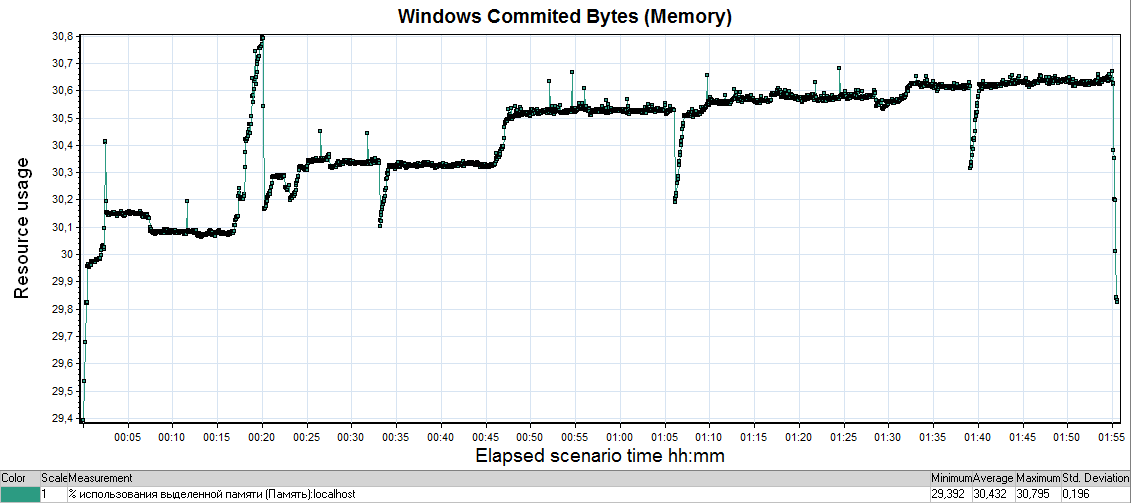 Windows Commited Bytes (Memory)
30,8
30,7
30,6
30,5
30,4
30,3
30,2
30,1
30
29,9
29,8
29,7
29,6
29,5
29,4
Resource usage
00:05 00:10 00:15 00:20 00:25 00:30 00:35 00:40 00:45 00:50 00:55 01:00 01:05 01:10 01:15 01:20 01:25 01:30 01:35 01:40 01:45 01:50 01:55
Elapsed scenario time hh:mm
Color Scale Measurement Minimum Average Maximum Std. Deviation
1 % использования выделенной памяти (Память):localhost 29,392 30,432 30,795 0,196